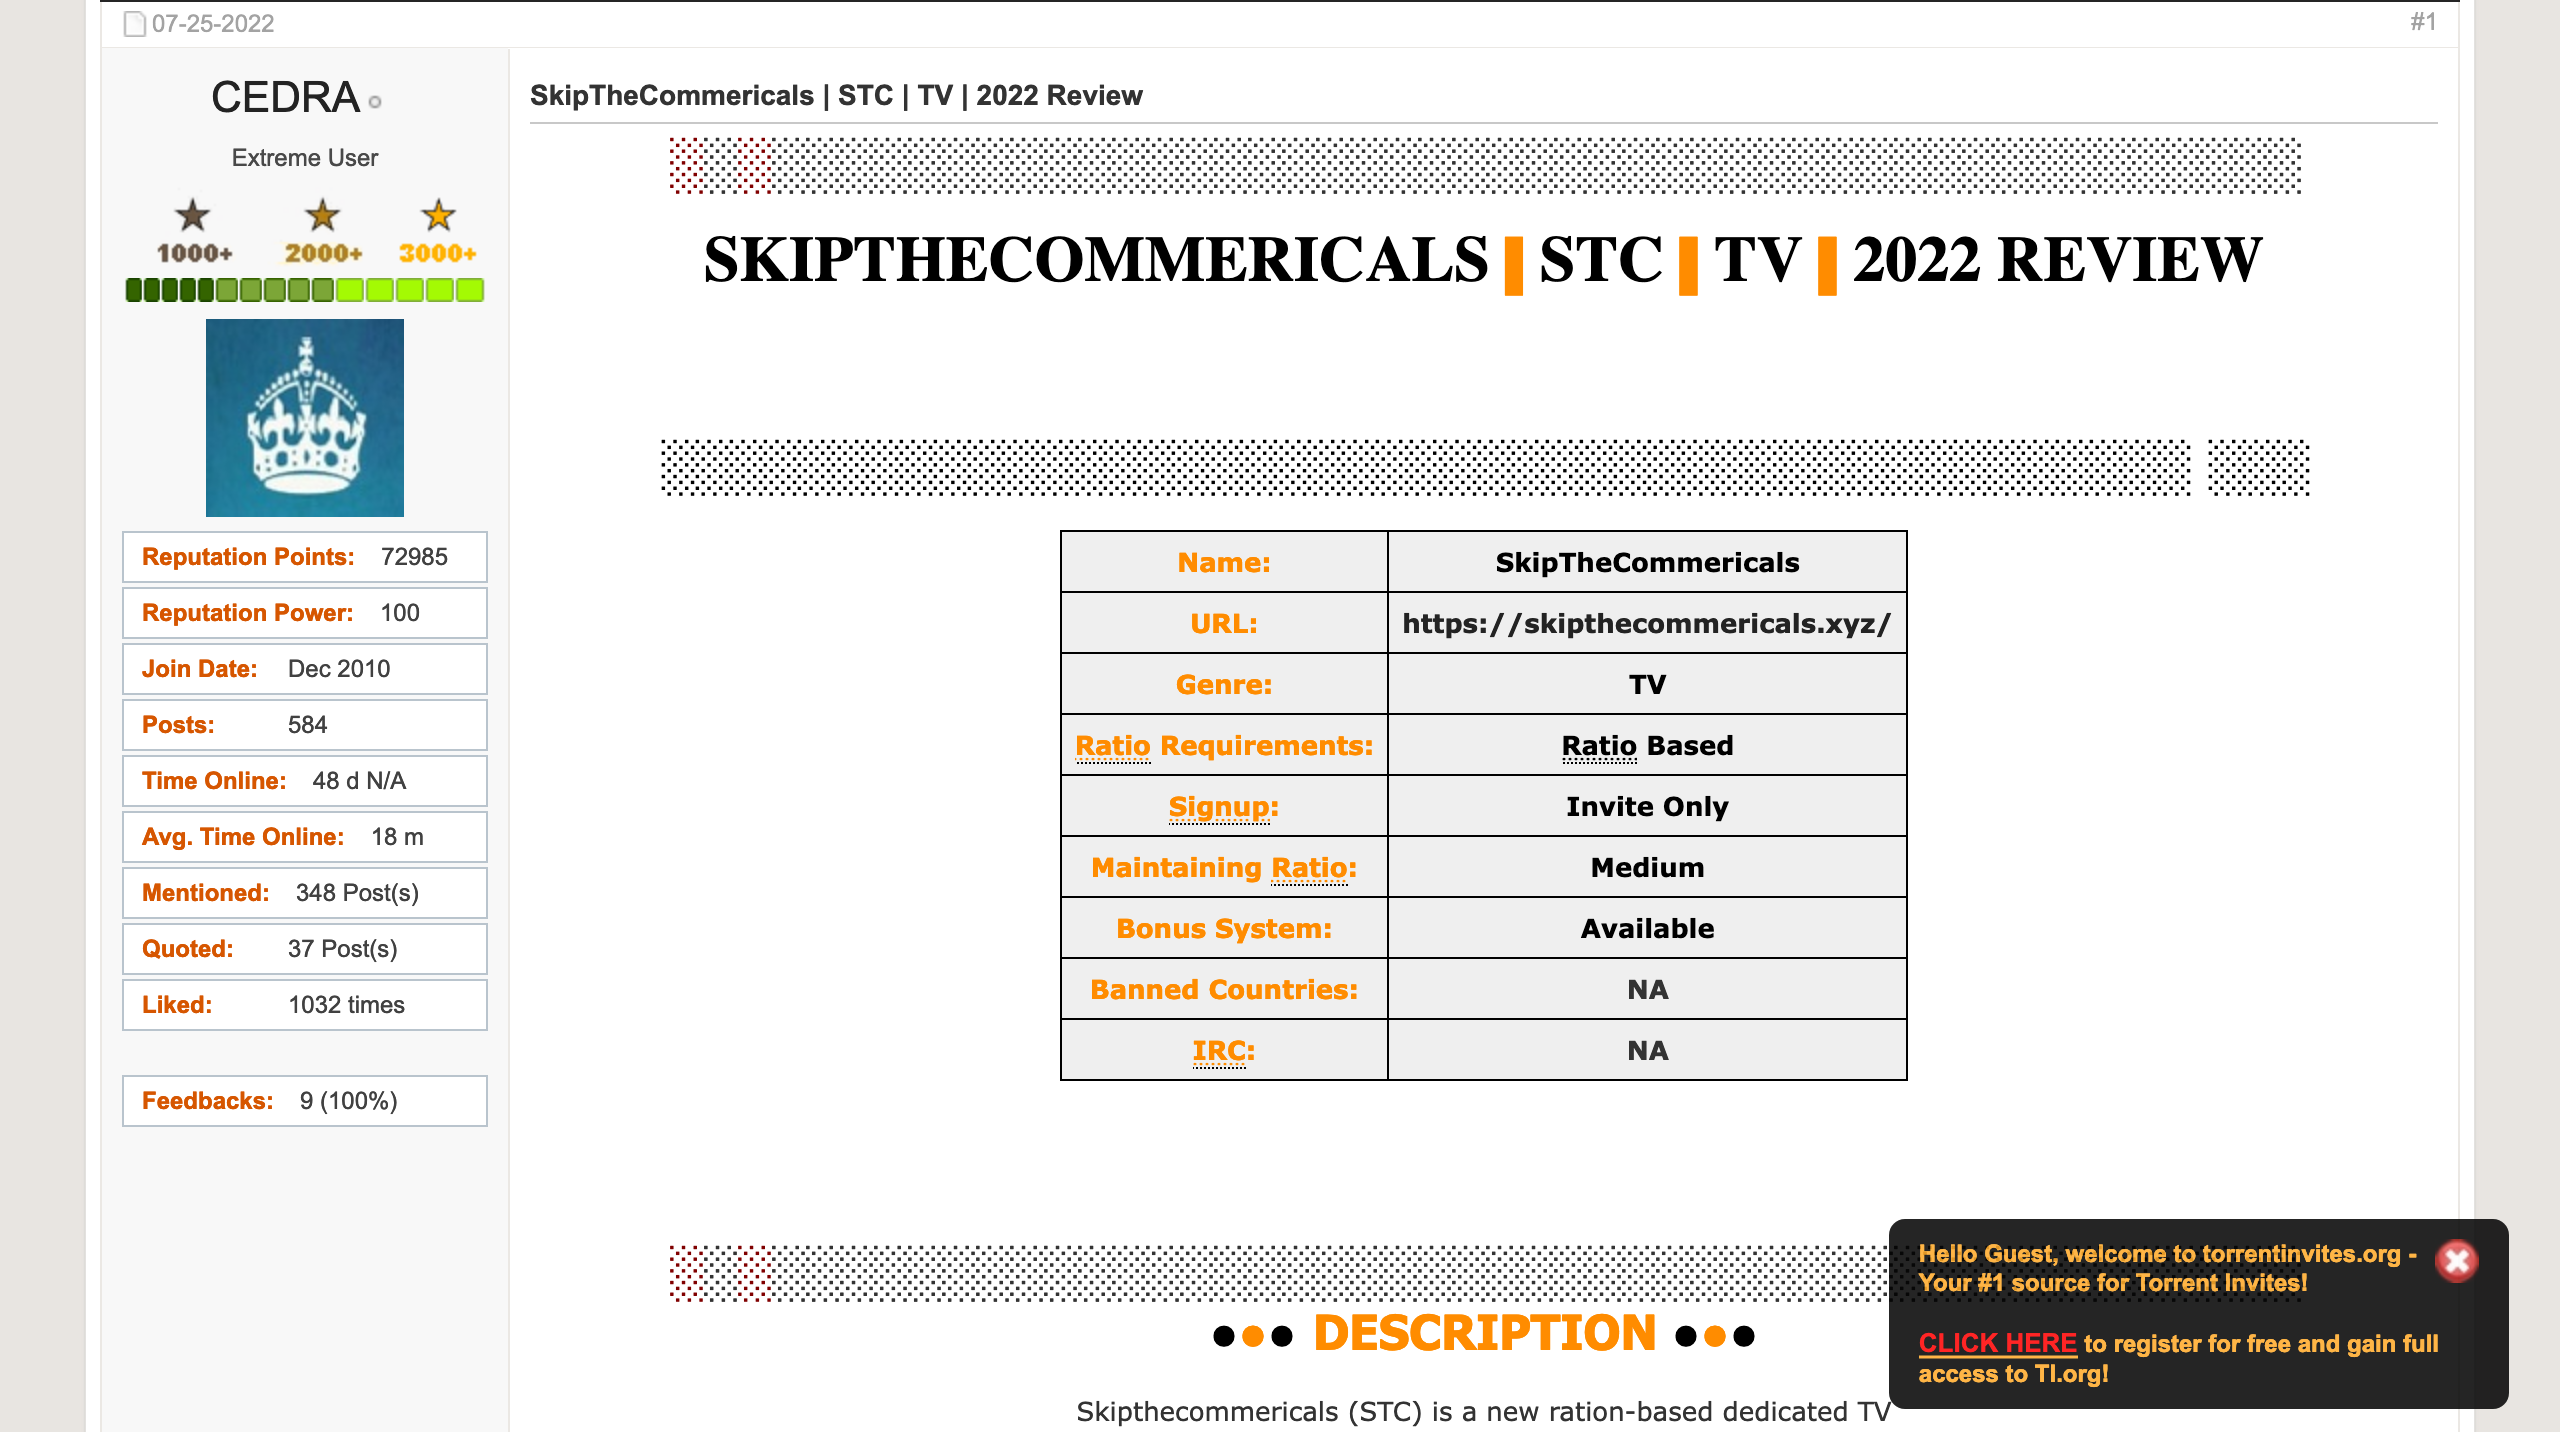 07-25-2022
#1
CEDRA
Extreme User
1000+ 2000+ 3000+
Reputation Points: 72985
Reputation Power: 100
Join Date: Dec 2010
Posts: 584
Time Online: 48 d N/A
Avg. Time Online: 18 m
Mentioned: 348 Post(s)
Quoted: 37 Post(s)
Liked: 1032 times
Feedbacks: 9 (100%)
SkipTheCommericals | STC | TV | 2022 Review
SKIPTHECOMMERICALS | STC | TV | 2022 REVIEW
Name: SkipTheCommericals
URL: https://skipthecommericals.xyz/
Genre: TV
Ratio Requirements: Ratio Based
Signup: Invite Only
Maintaining Ratio: Medium
Bonus System: Available
Banned Countries: NA
IRC: NA
●●● DESCRIPTION ●●●
Skipthecommericals (STC) is a new ration-based dedicated TV
Hello Guest, welcome to torrentinvites.org -
Your #1 source for Torrent Invites!
CLICK HERE to register for free and gain full
access to TI.org!